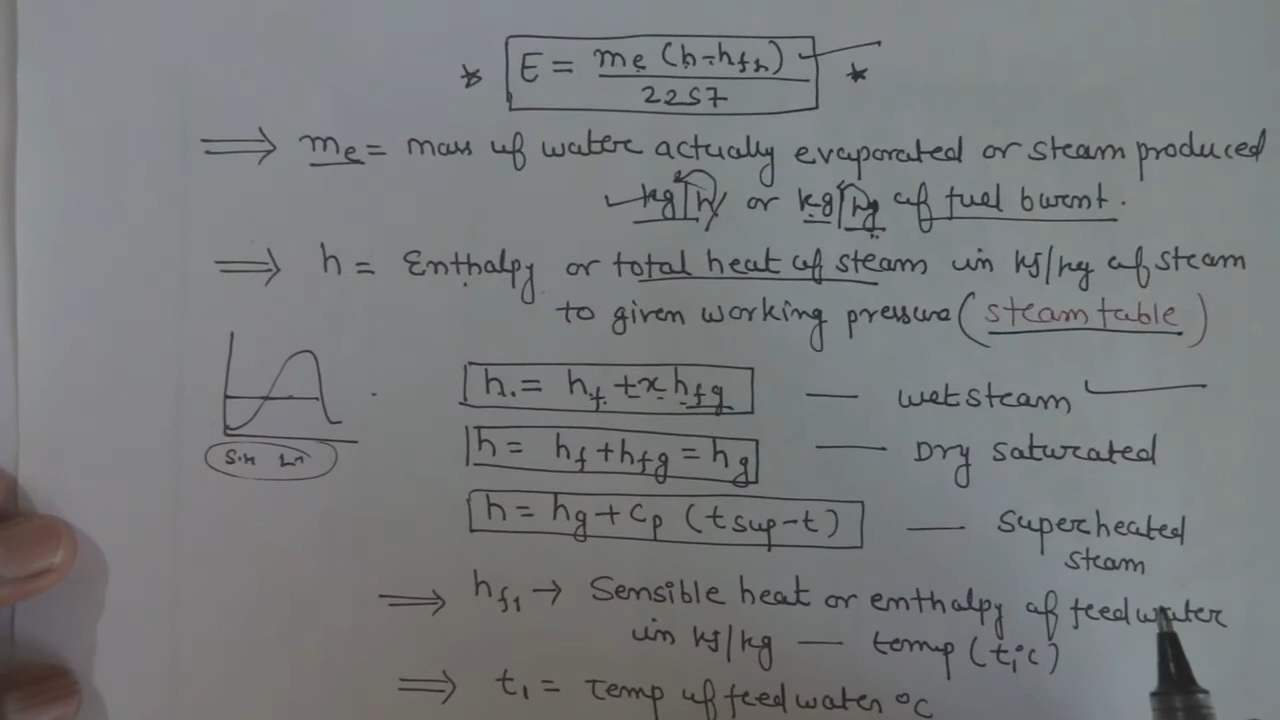 * E = me (h-hf1) / 2257 *
⟹ me = mass of water actually evaporated or steam produced
kg/h or kg/kg of fuel burnt.
⟹ h = Enthalpy or total heat of steam in kJ/kg of steam
to given working pressure (steam table)
h = hf + x hfg — wet steam
h = hf + hfg = hg — Dry saturated
h = hg + Cp (tsup - t) — Superheated
steam
⟹ hf1 → Sensible heat or enthalpy of feed water
in kJ/kg — temp (t1°c)
⟹ t1 = Temp of feed water °C